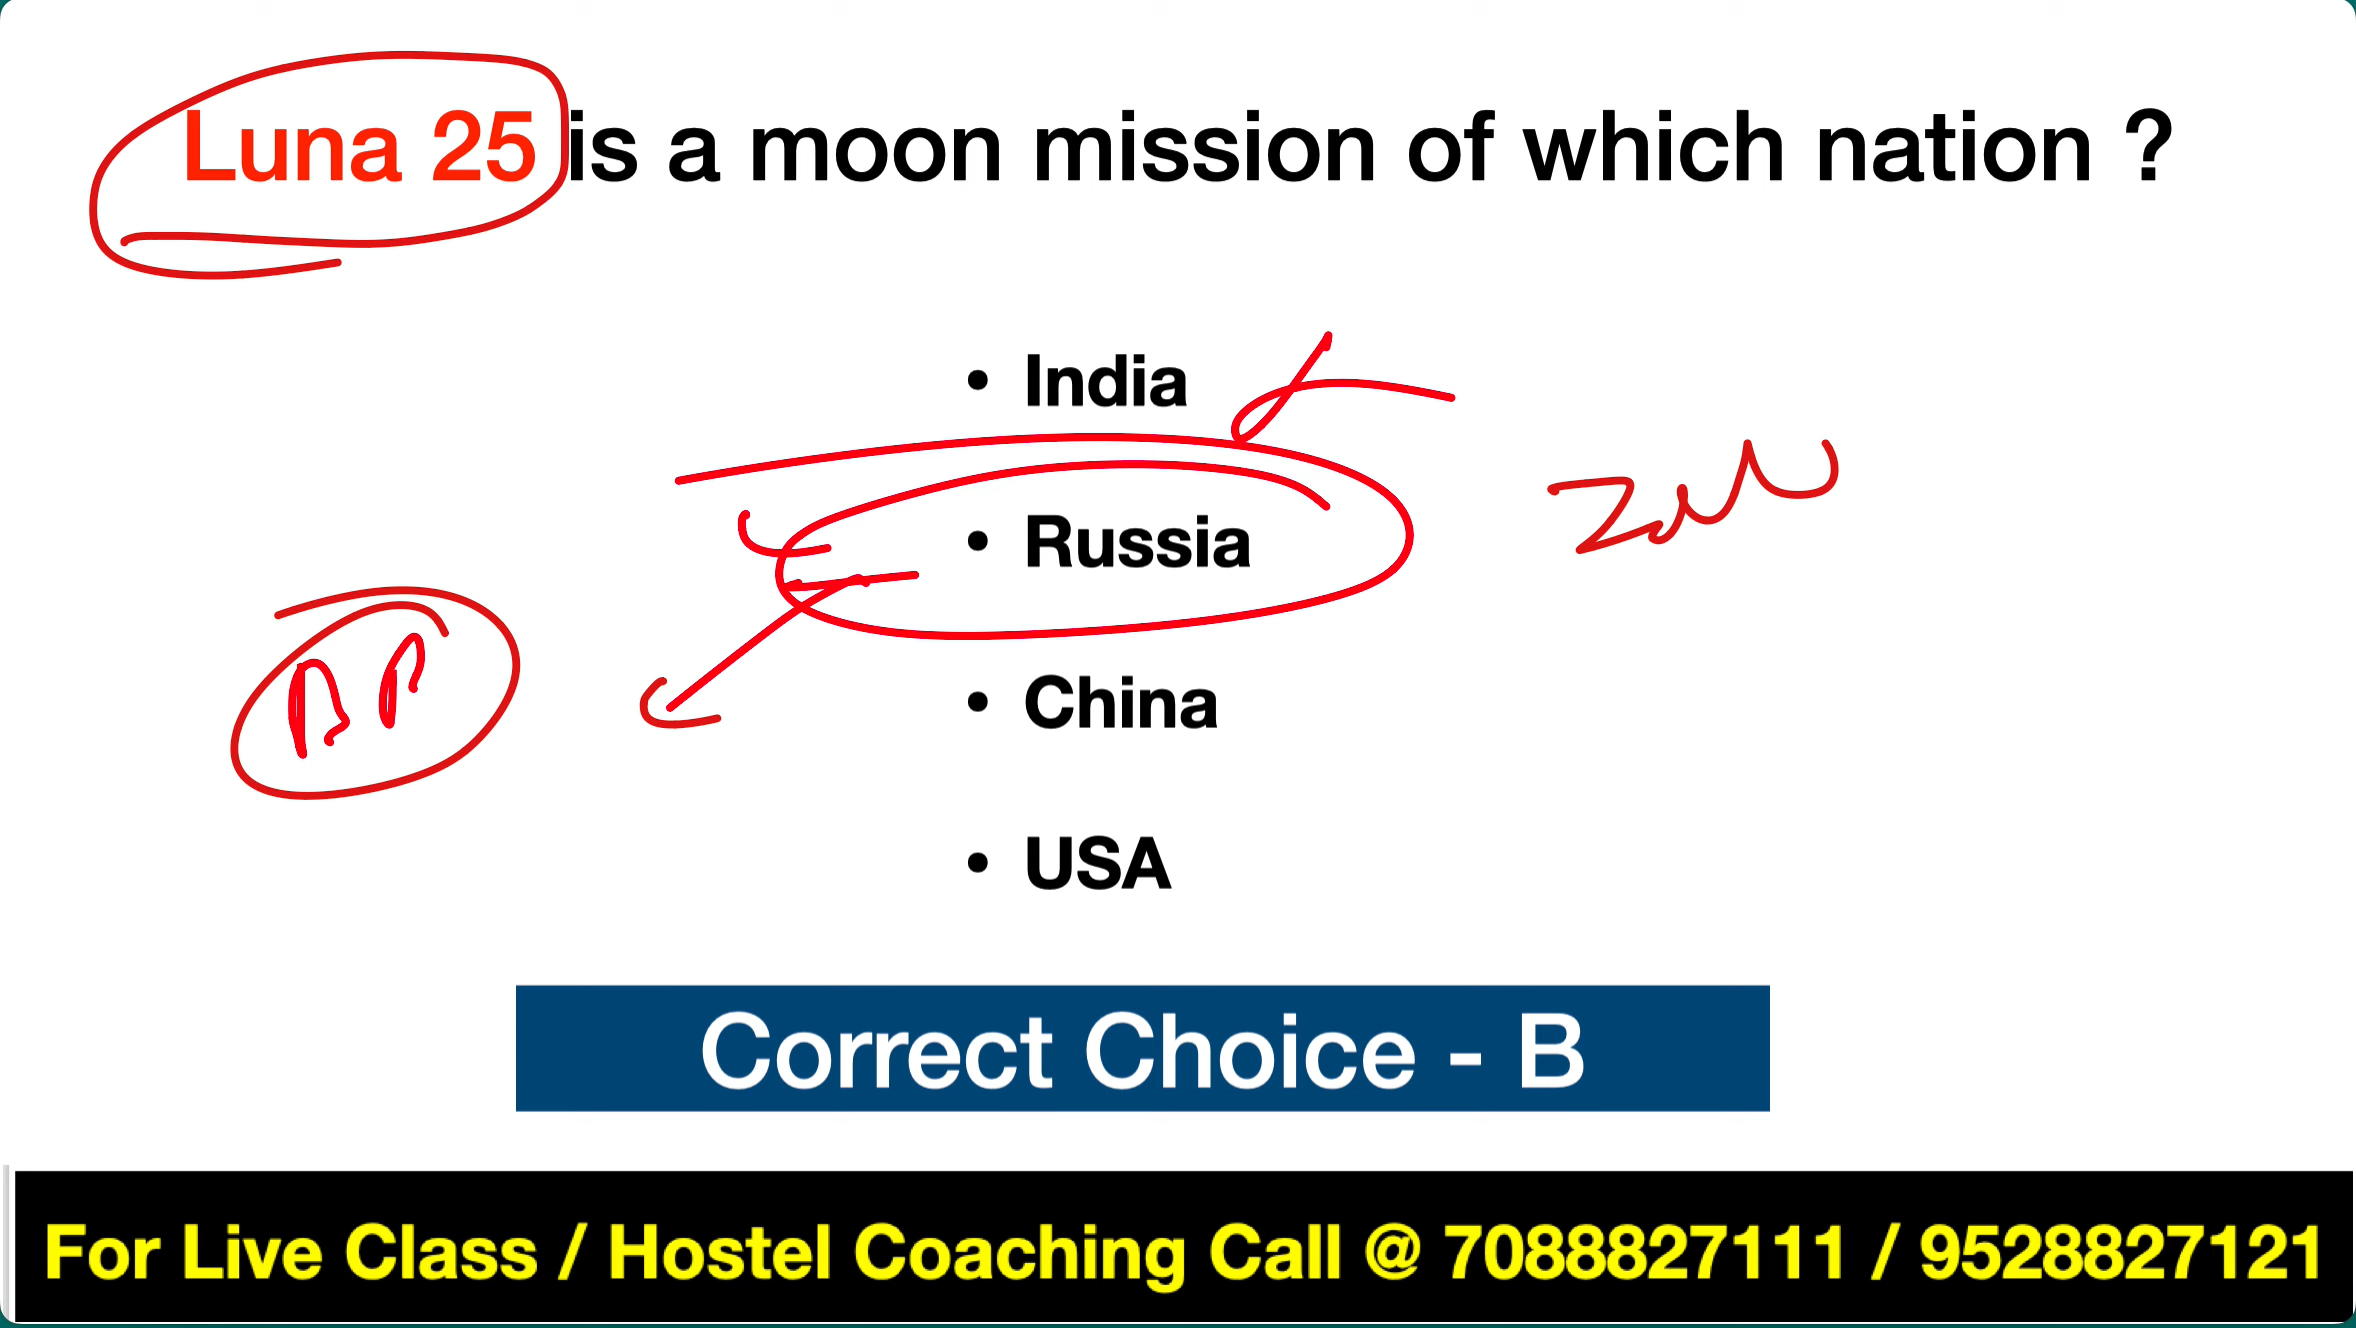 Luna 25 is a moon mission of which nation ?
• India
• Russia
• China
• USA
Correct Choice - B
For Live Class / Hostel Coaching Call @ 7088827111 / 9528827121